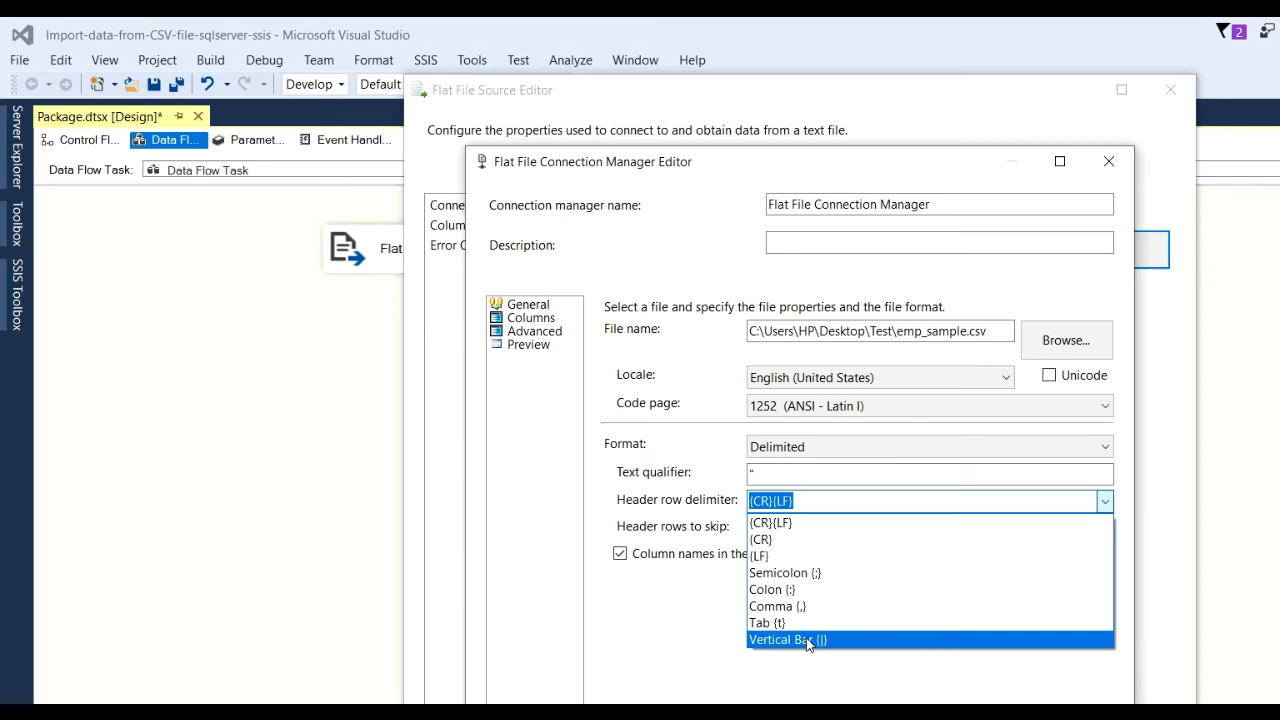 Import-data-from-CSV-file-sqlserver-ssis - Microsoft Visual Studio
2
File Edit View Project Build Debug Team Format SSIS Tools Test Analyze Window Help
Develop Default
Flat File Source Editor
Package.dtsx [Design]*
Control Fl... Data Fl... Paramet... Event Handl...
Configure the properties used to connect to and obtain data from a text file.
Data Flow Task: Data Flow Task
Server Explorer
Toolbox
SSIS Toolbox
Flat
Conne
Colum
Error C
Flat File Connection Manager Editor
Connection manager name: Flat File Connection Manager
Description:
General
Columns
Advanced
Preview
Select a file and specify the file properties and the file format.
File name: C:\Users\HP\Desktop\Test\emp_sample.csv Browse...
Locale: English (United States) Unicode
Code page: 1252 (ANSI - Latin I)
Format: Delimited
Text qualifier: "
Header row delimiter: {CR}{LF}
Header rows to skip:
Column names in the
{CR}{LF}
{CR}
{LF}
Semicolon {;}
Colon {:}
Comma {,}
Tab {t}
Vertical Bar {|}